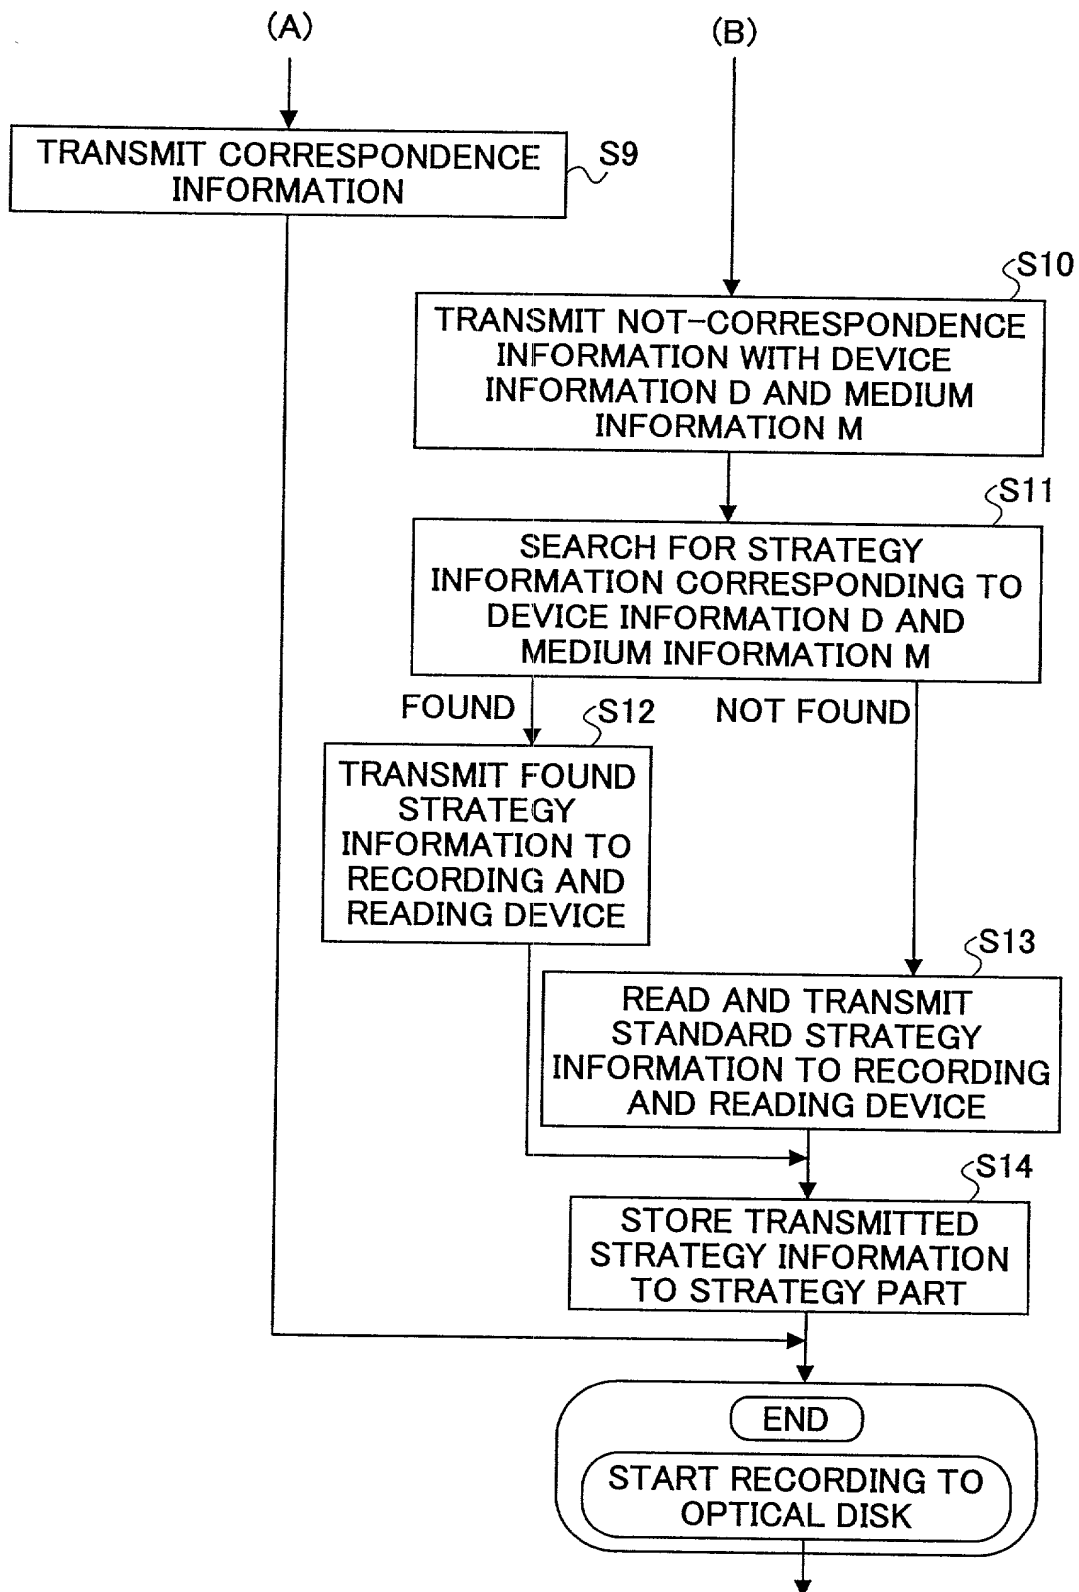 (A)
(B)
TRANSMIT CORRESPONDENCE
INFORMATION
S9
S10
TRANSMIT NOT-CORRESPONDENCE
INFORMATION WITH DEVICE
INFORMATION D AND MEDIUM
INFORMATION M
S11
SEARCH FOR STRATEGY
INFORMATION CORRESPONDING TO
DEVICE INFORMATION D AND
MEDIUM INFORMATION M
FOUND
S12
NOT FOUND
TRANSMIT FOUND
STRATEGY
INFORMATION TO
RECORDING AND
READING DEVICE
S13
READ AND TRANSMIT
STANDARD STRATEGY
INFORMATION TO RECORDING
AND READING DEVICE
S14
STORE TRANSMITTED
STRATEGY INFORMATION
TO STRATEGY PART
END
START RECORDING TO
OPTICAL DISK